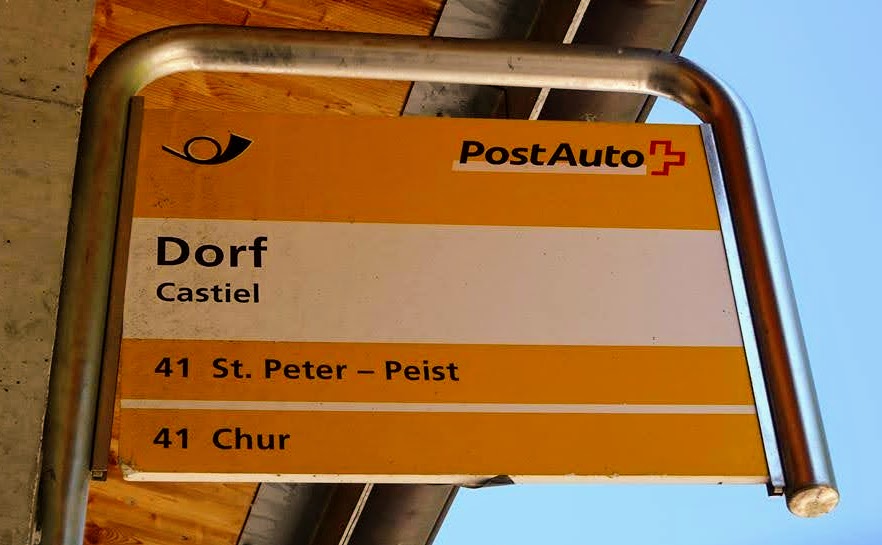 PostAuto
Dorf
Castiel
41 St. Peter – Peist
41 Chur